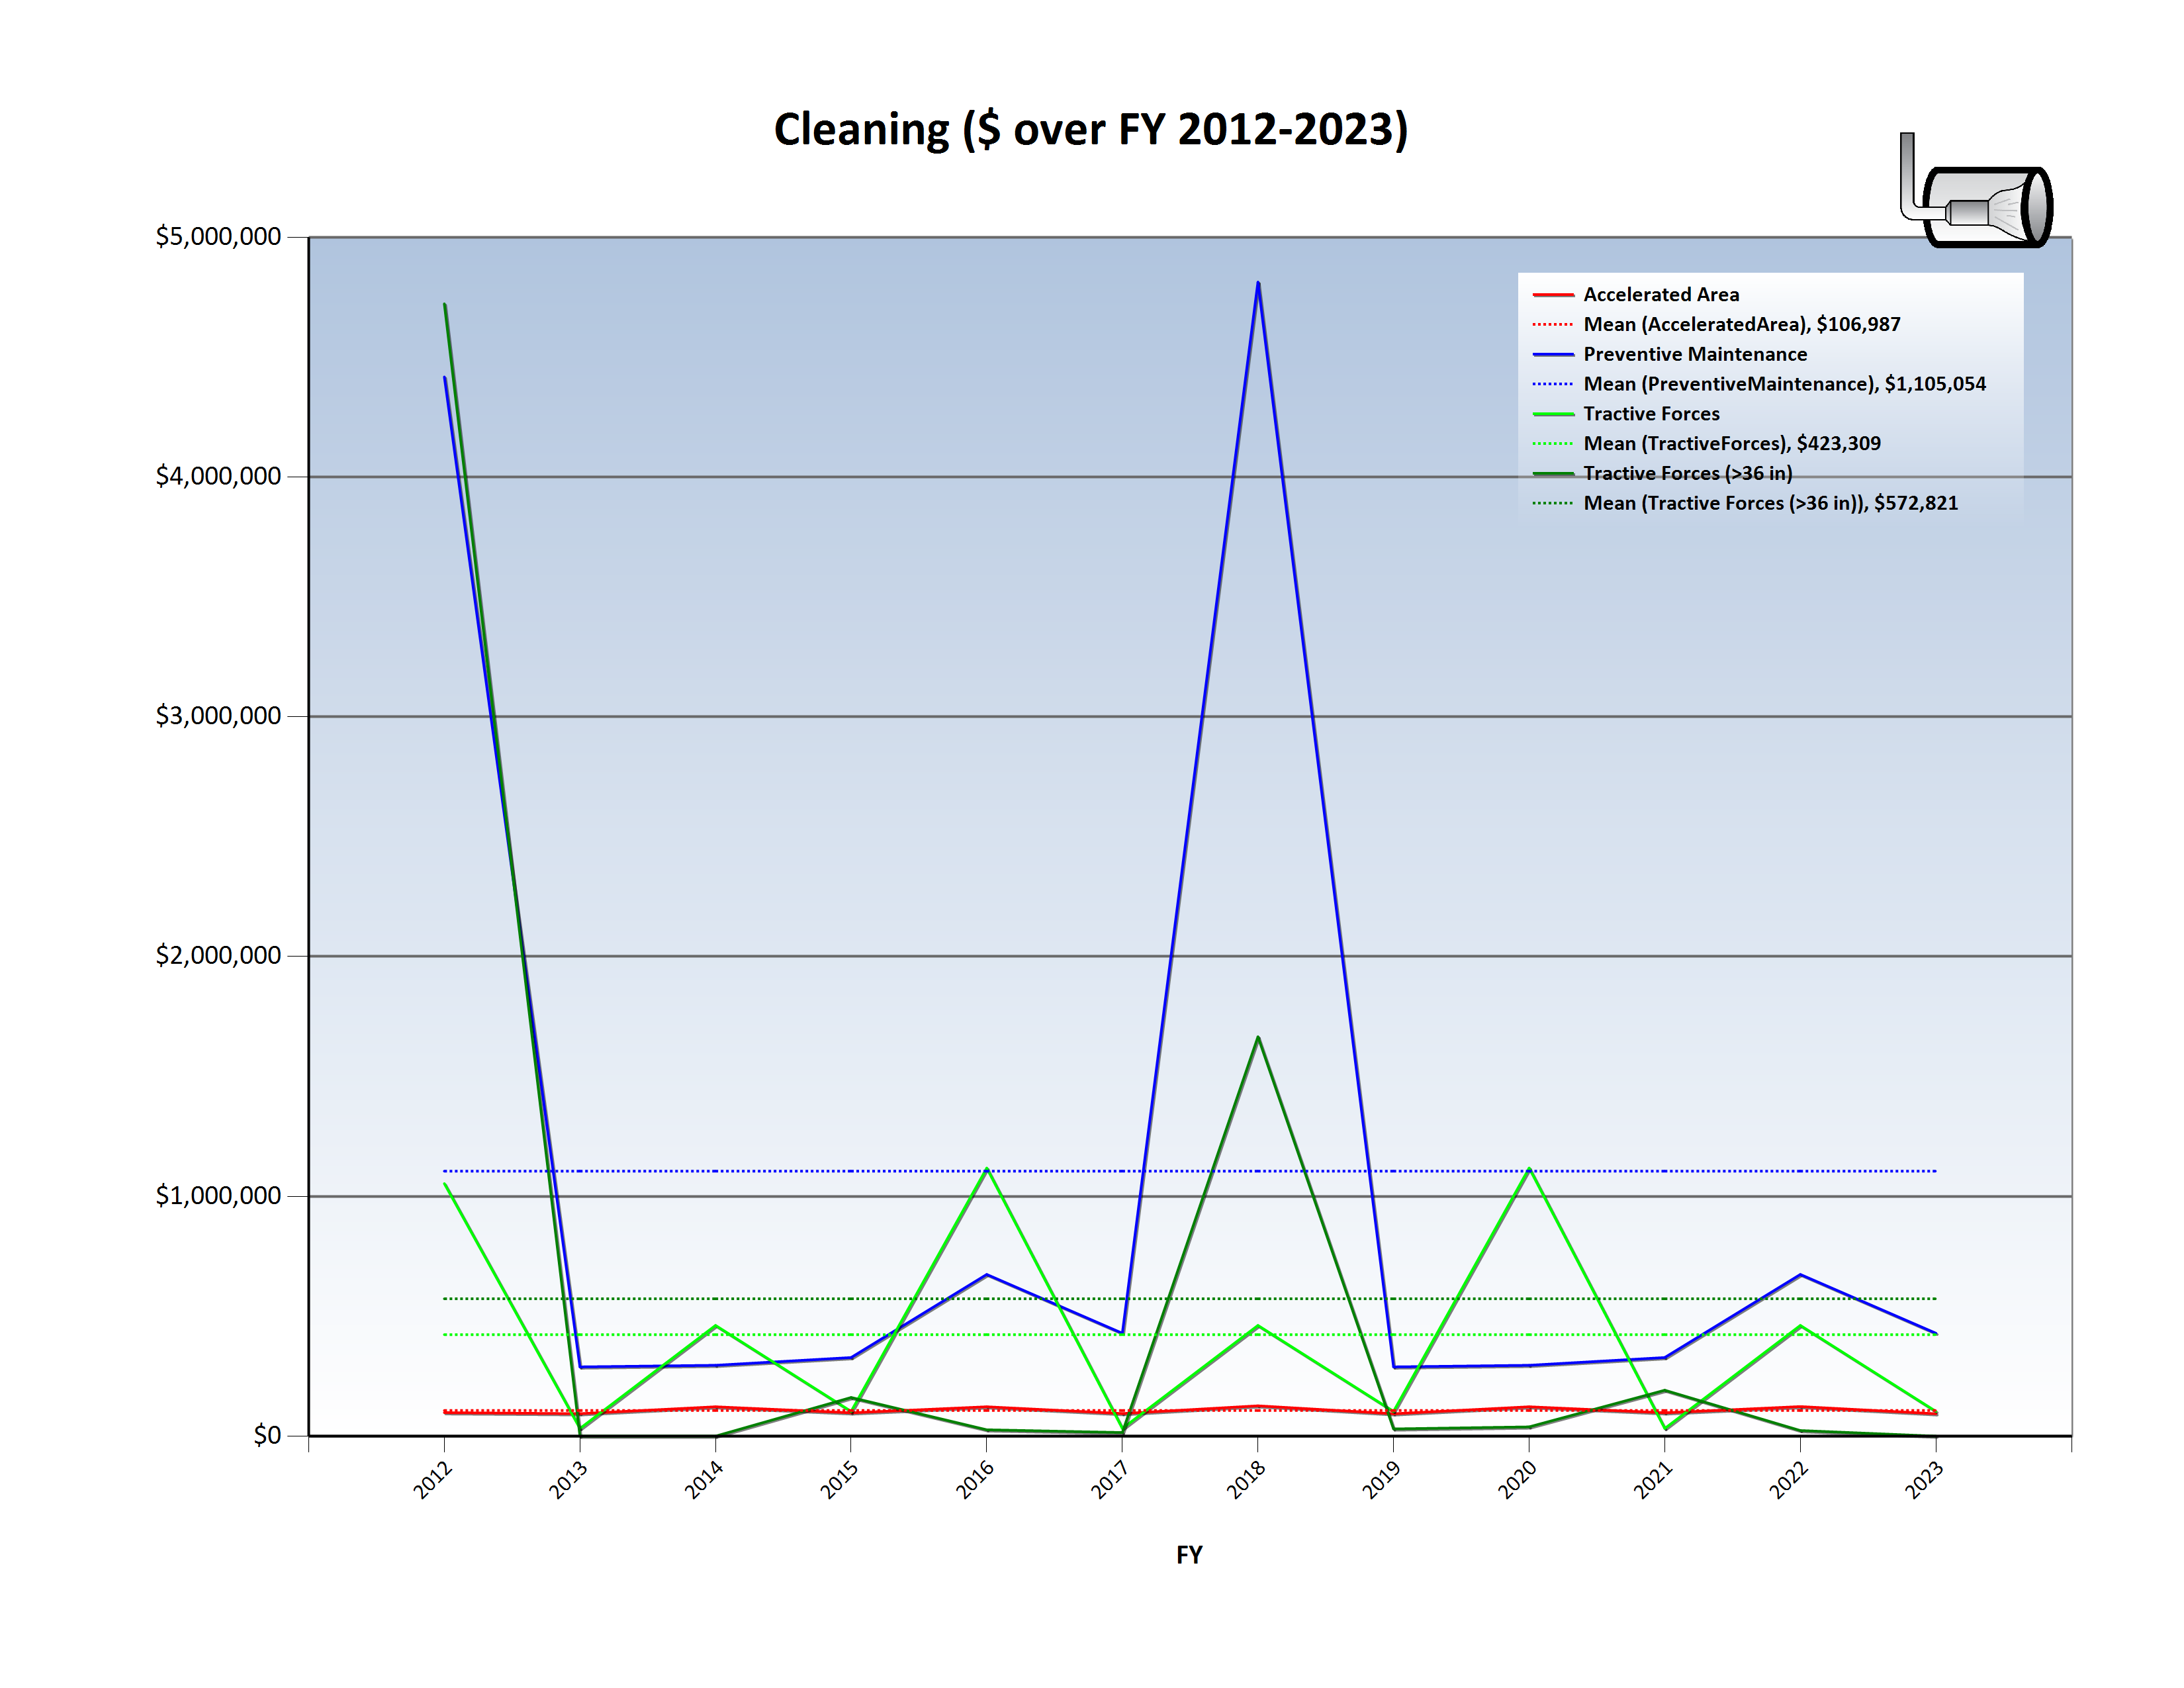 Cleaning ($ over FY 2012-2023)
$5,000,000
$4,000,000
$3,000,000
$2,000,000
$1,000,000
$0
Accelerated Area
Mean (AcceleratedArea), $106,987
Preventive Maintenance
Mean (PreventiveMaintenance), $1,105,054
Tractive Forces
Mean (TractiveForces), $423,309
Tractive Forces (>36 in)
Mean (Tractive Forces (>36 in)), $572,821
2012
2013
2014
2015
2016
2017
2018
2019
2020
2021
2022
2023
FY